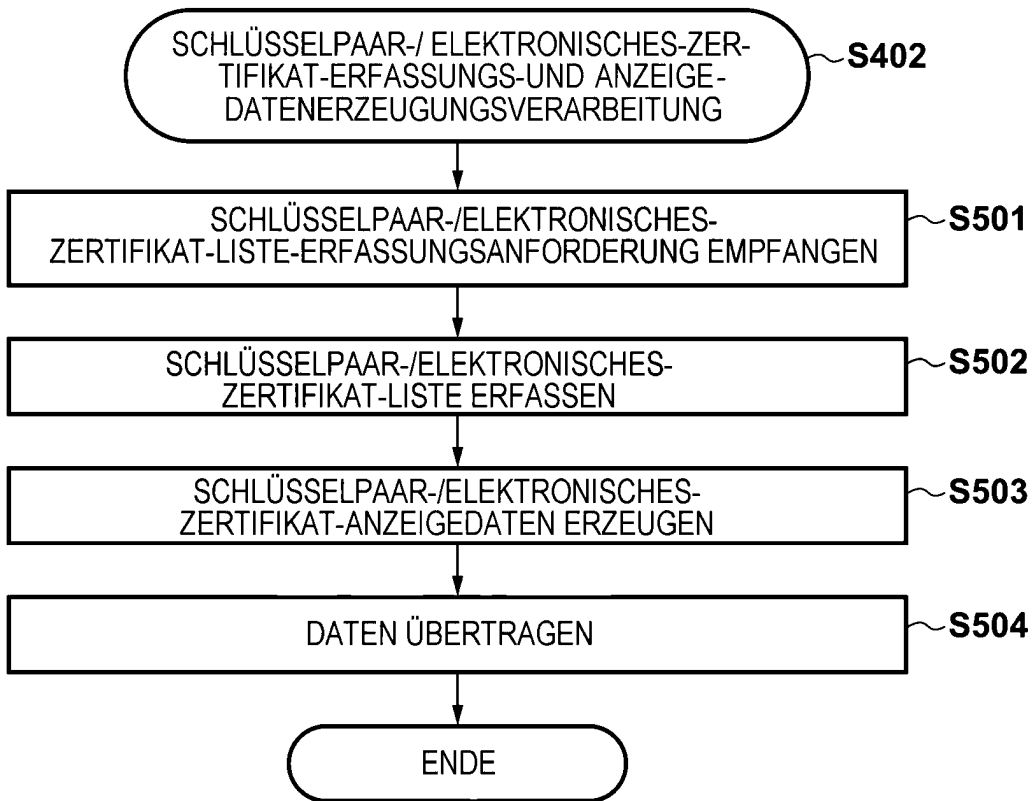 SCHLÜSSELPAAR-/ ELEKTRONISCHES-ZER-
TIFIKAT-ERFASSUNGS-UND ANZEIGE-
DATENERZEUGUNGSVERARBEITUNG
S402
SCHLÜSSELPAAR-/ELEKTRONISCHES-
ZERTIFIKAT-LISTE-ERFASSUNGSANFORDERUNG EMPFANGEN
S501
SCHLÜSSELPAAR-/ELEKTRONISCHES-
ZERTIFIKAT-LISTE ERFASSEN
S502
SCHLÜSSELPAAR-/ELEKTRONISCHES-
ZERTIFIKAT-ANZEIGEDATEN ERZEUGEN
S503
DATEN ÜBERTRAGEN
S504
ENDE